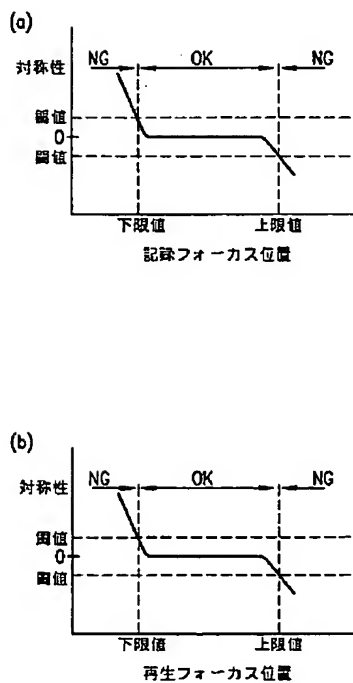 (a)
対称性
NG
OK
NG
閾値
0
閾値
下限値
上限値
記録フォーカス位置
(b)
対称性
NG
OK
NG
閾値
0
閾値
下限値
上限値
再生フォーカス位置